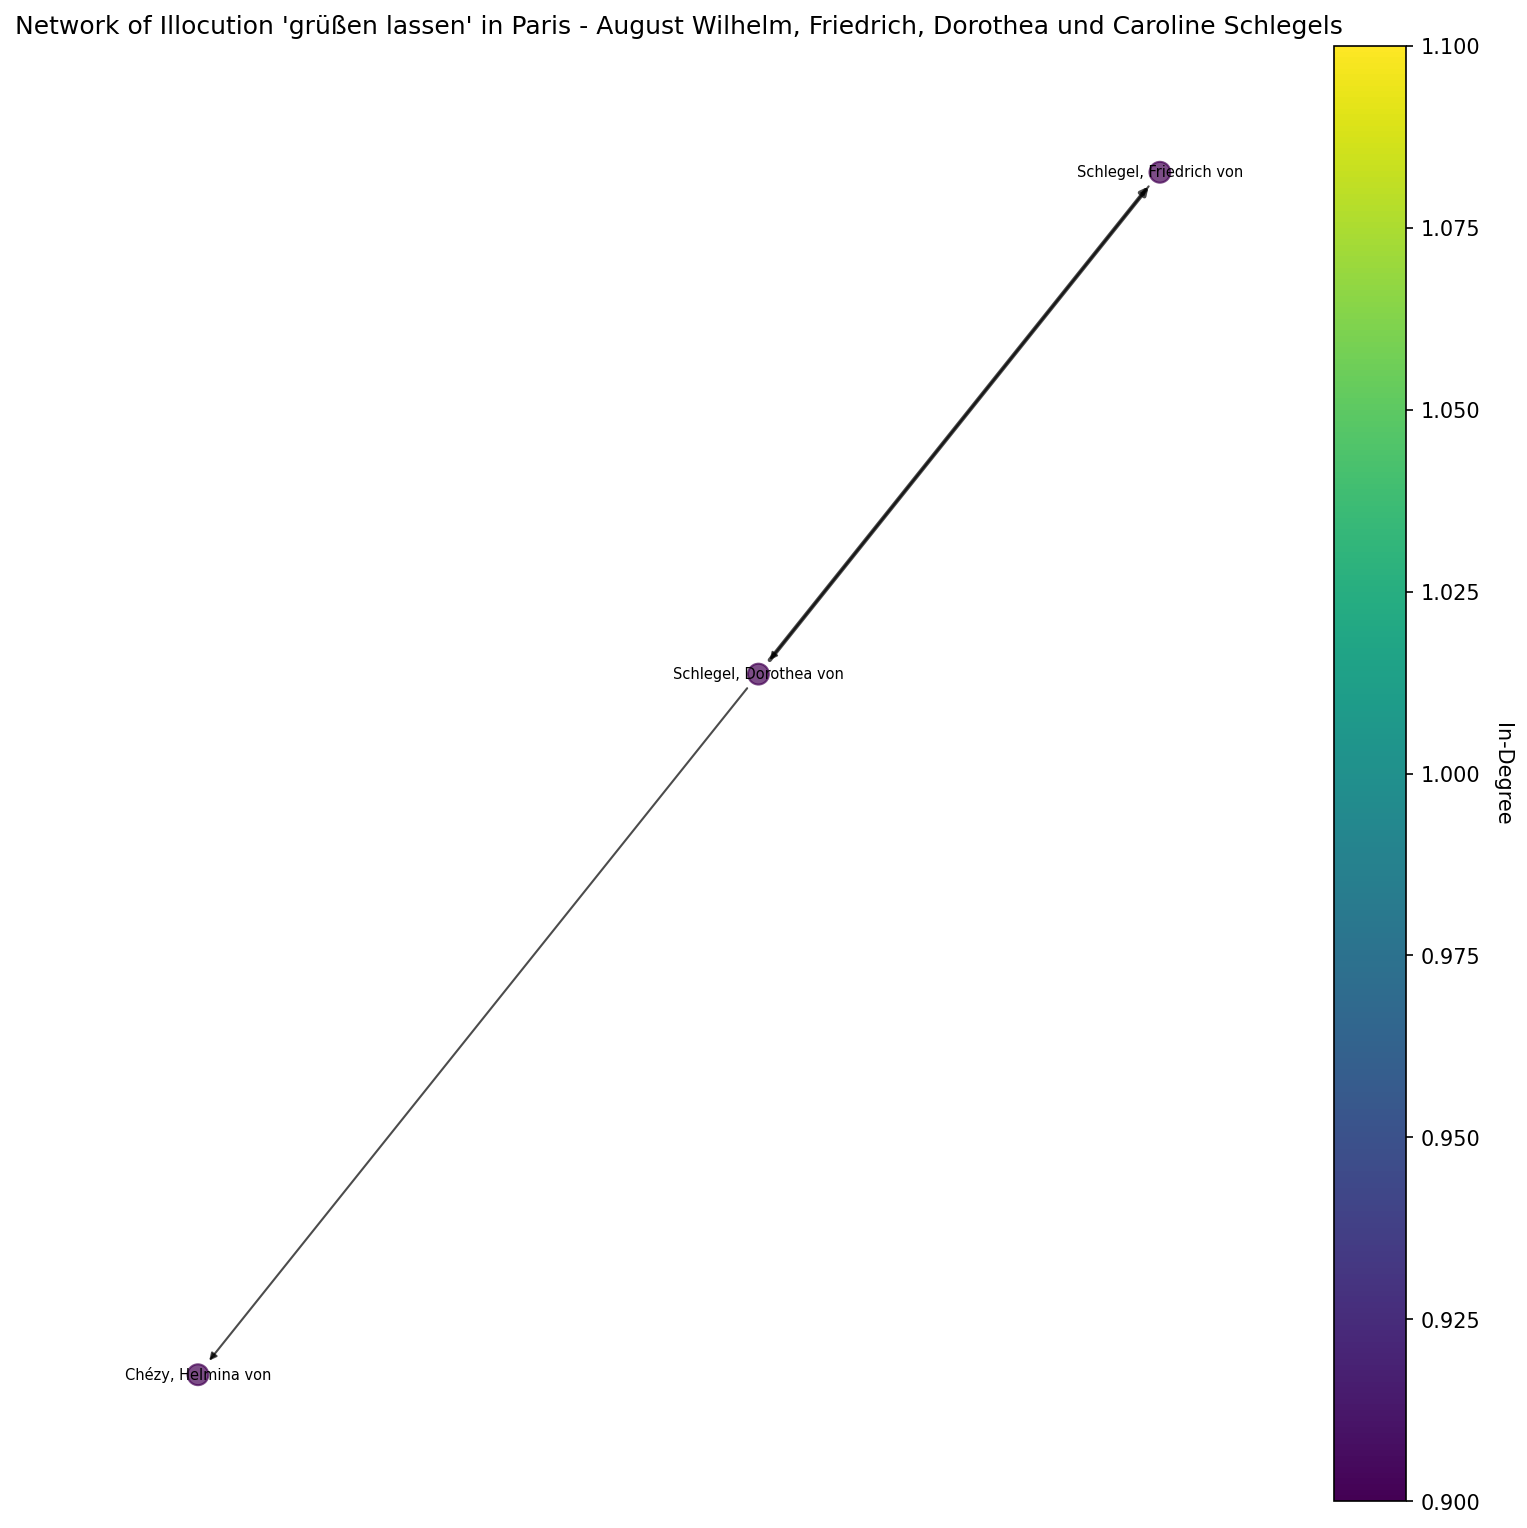 Network of Illocution 'grüßen lassen' in Paris - August Wilhelm, Friedrich, Dorothea und Caroline Schlegels
Schlegel, Friedrich von
Schlegel, Dorothea von
Chézy, Helmina von
1.100
1.075
1.050
1.025
1.000
0.975
0.950
0.925
0.900
In-Degree